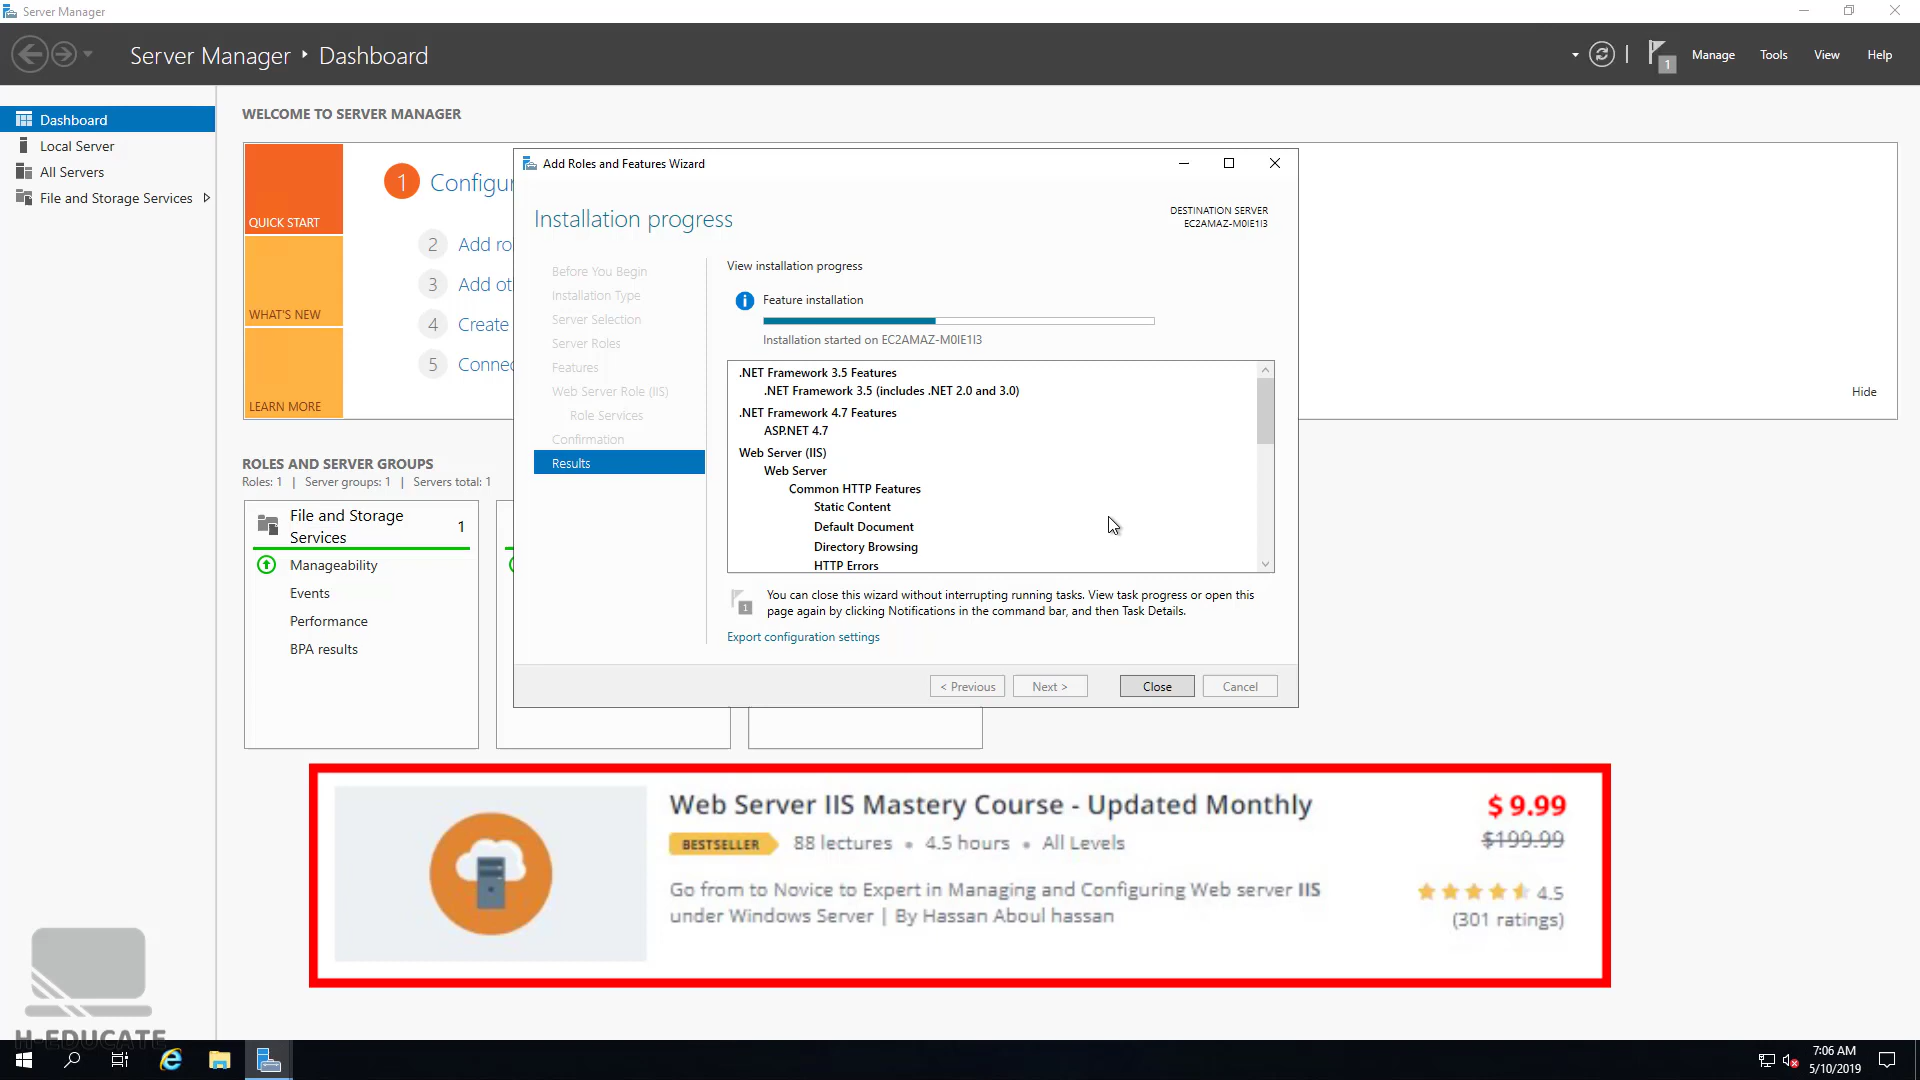 Server Manager
Server Manager ‣ Dashboard
1
Manage
Tools
View
Help
Dashboard
Local Server
All Servers
File and Storage Services
WELCOME TO SERVER MANAGER
QUICK START
WHAT'S NEW
LEARN MORE
1 Configur
2 Add ro
3 Add ot
4 Create
5 Connec
Hide
Add Roles and Features Wizard
Installation progress
DESTINATION SERVER
EC2AMAZ-M0IE1I3
Before You Begin
Installation Type
Server Selection
Server Roles
Features
Web Server Role (IIS)
Role Services
Confirmation
Results
View installation progress
Feature installation
Installation started on EC2AMAZ-M0IE1I3
.NET Framework 3.5 Features
.NET Framework 3.5 (includes .NET 2.0 and 3.0)
.NET Framework 4.7 Features
ASP.NET 4.7
Web Server (IIS)
Web Server
Common HTTP Features
Static Content
Default Document
Directory Browsing
HTTP Errors
1
You can close this wizard without interrupting running tasks. View task progress or open this
page again by clicking Notifications in the command bar, and then Task Details.
Export configuration settings
< Previous
Next >
Close
Cancel
ROLES AND SERVER GROUPS
Roles: 1 | Server groups: 1 | Servers total: 1
File and Storage
Services
1
Manageability
Events
Performance
BPA results
Web Server IIS Mastery Course - Updated Monthly
$ 9.99
BESTSELLER 88 lectures • 4.5 hours • All Levels
$199.99
Go from to Novice to Expert in Managing and Configuring Web server IIS
under Windows Server | By Hassan Aboul hassan
4.5
(301 ratings)
H-EDUCATE
7:06 AM
5/10/2019